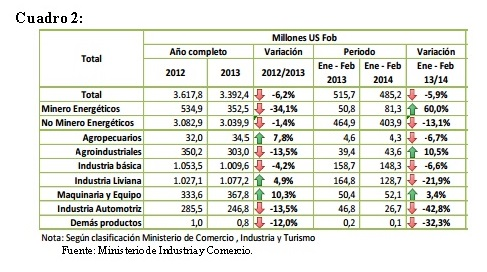 Cuadro 2:
Millones US Fob
Total Año completo Variación Periodo Variación
2012 2013 2012/2013 Ene - Feb 2013 Ene - Feb 2014 Ene - Feb 13/14
Total 3.617,8 3.392,4 -6,2% 515,7 485,2 -5,9%
Minero Energéticos 534,9 352,5 -34,1% 50,8 81,3 60,0%
No Minero Energéticos 3.082,9 3.039,9 -1,4% 464,9 403,9 -13,1%
Agropecuarios 32,0 34,5 7,8% 4,6 4,3 -6,7%
Agroindustriales 350,2 303,0 -13,5% 39,4 43,6 10,5%
Industria básica 1.053,5 1.009,6 -4,2% 158,7 148,3 -6,6%
Industria Liviana 1.027,1 1.077,2 4,9% 164,8 128,7 -21,9%
Maquinaria y Equipo 333,6 367,8 10,3% 50,4 52,1 3,4%
Industria Automotriz 285,5 246,8 -13,5% 46,8 26,7 -42,8%
Demás productos 1,0 0,8 -12,0% 0,2 0,1 -32,3%
Nota: Según clasificación Ministerio de Comercio , Industria y Turismo
Fuente: Ministerio de Industria y Comercio.